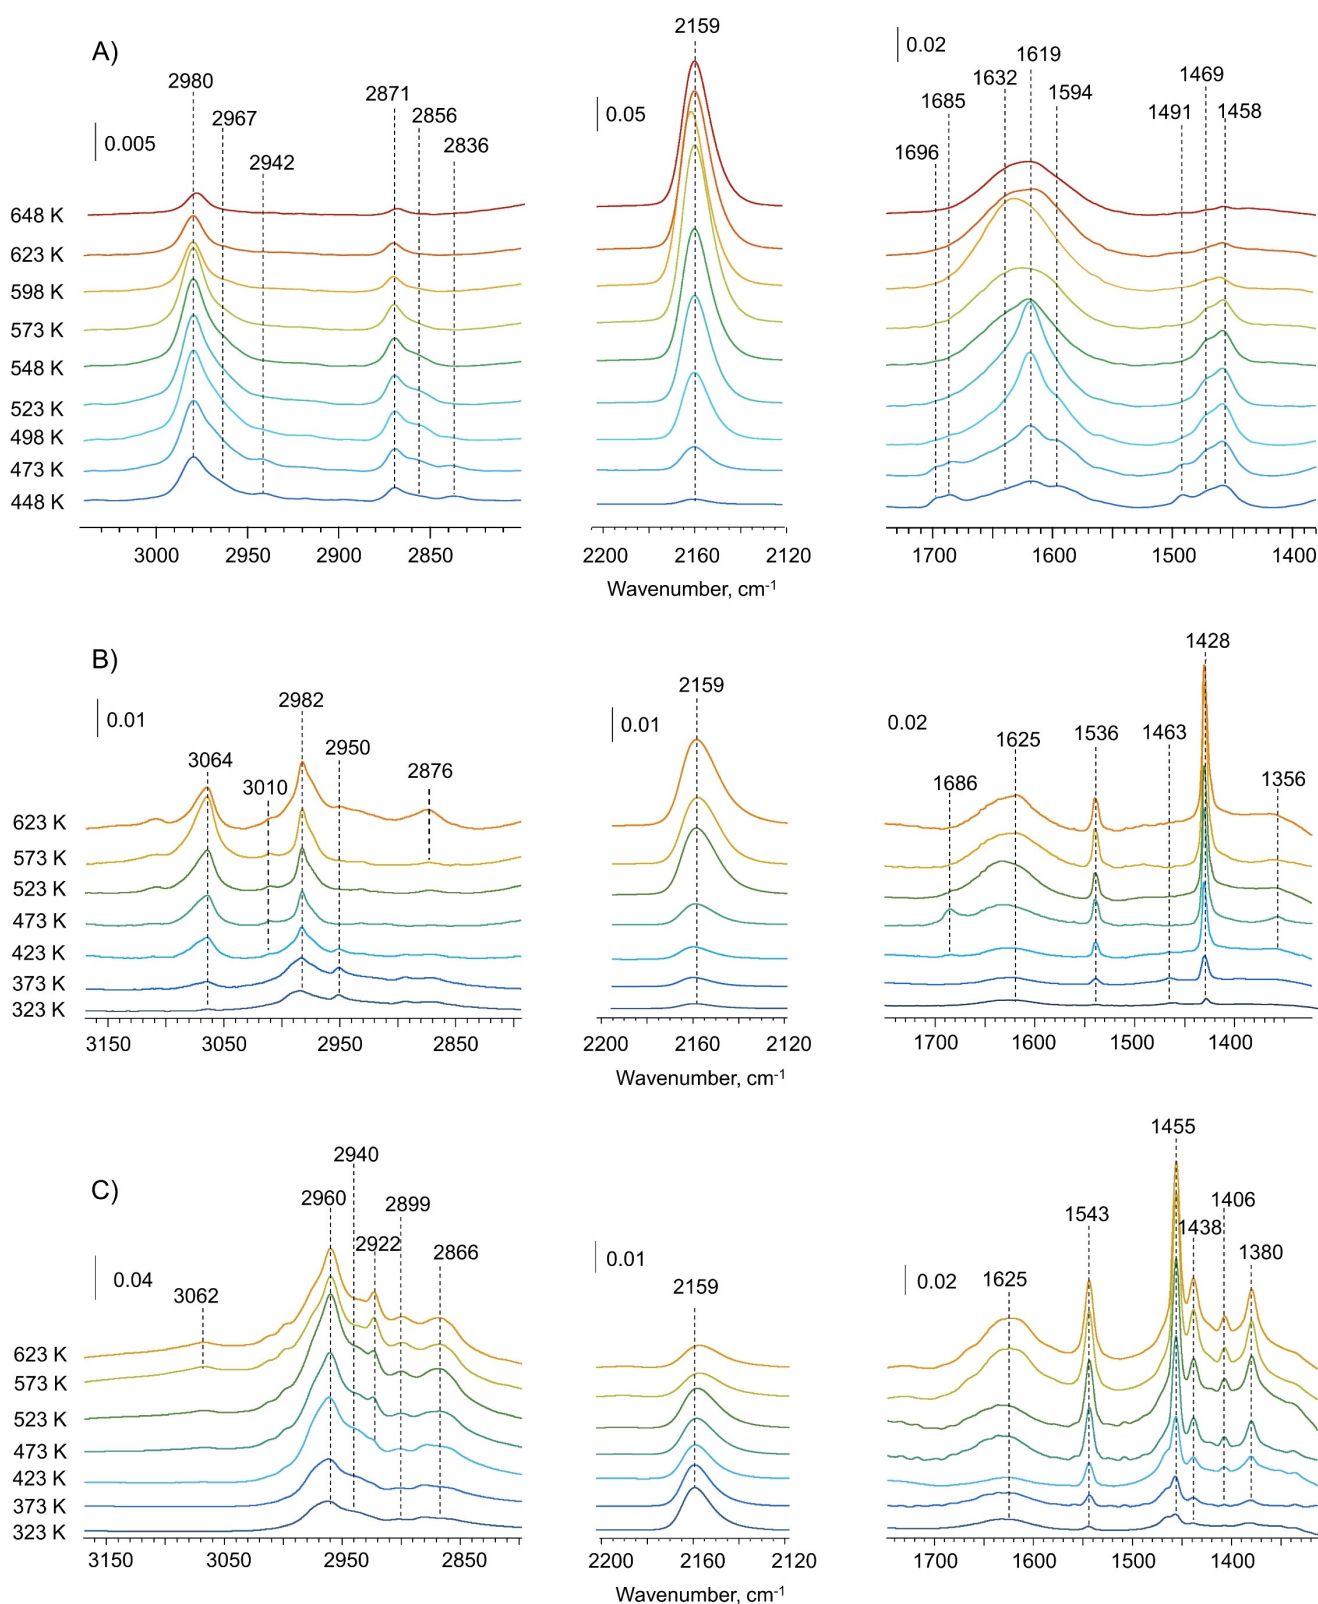 A)
2980
2967
2942
2871
2856
2836
0.005
648 K
623 K
598 K
573 K
548 K
523 K
498 K
473 K
448 K
3000
2950
2900
2850
2159
0.05
2200
2160
2120
Wavenumber, cm-1
0.02
1696
1685
1632
1619
1594
1491
1469
1458
1700
1600
1500
1400
B)
0.01
3064
3010
2982
2950
2876
623 K
573 K
523 K
473 K
423 K
373 K
323 K
3150
3050
2950
2850
2159
0.01
2200
2160
2120
Wavenumber, cm-1
0.02
1686
1625
1536
1463
1428
1356
1700
1600
1500
1400
C)
0.04
3062
2960
2940
2922
2899
2866
623 K
573 K
523 K
473 K
423 K
373 K
323 K
3150
3050
2950
2850
0.01
2159
2200
2160
2120
Wavenumber, cm-1
0.02
1625
1543
1455
1438
1406
1380
1700
1600
1500
1400